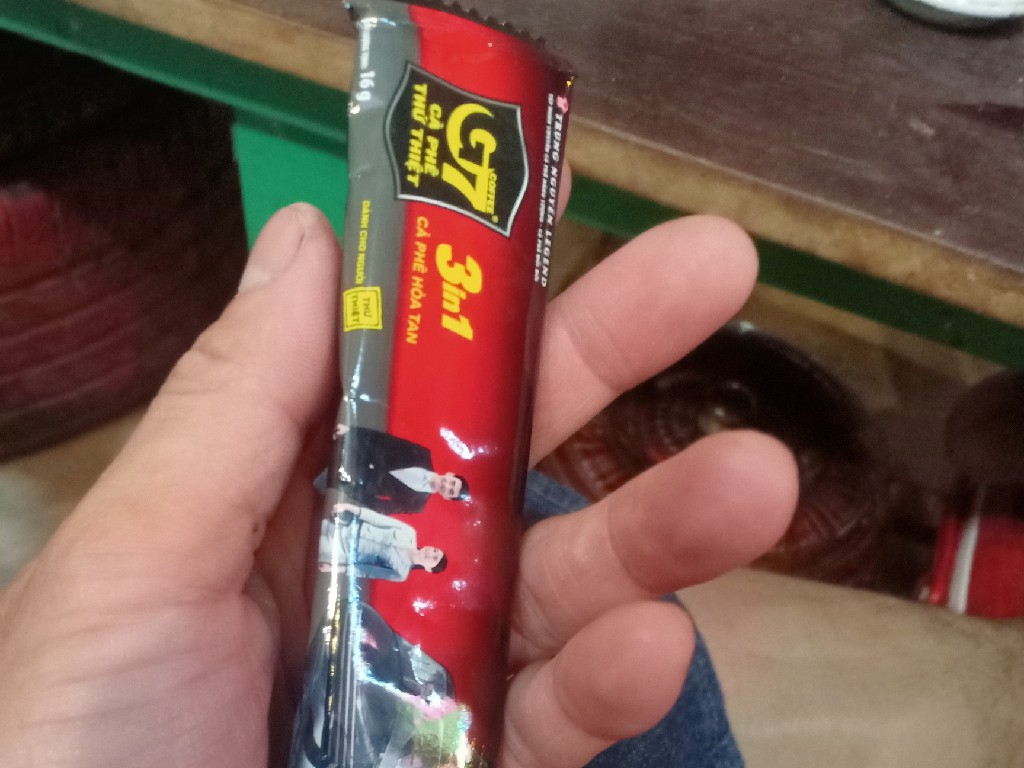 16 g
G7
COFFEE
®
CÀ PHÊ
THỨ THIỆT
3in1
CÀ PHÊ HÒA TAN
DÀNH CHO NGƯỜI
THỨ
THIỆT
TRUNG NGUYEN LEGEND